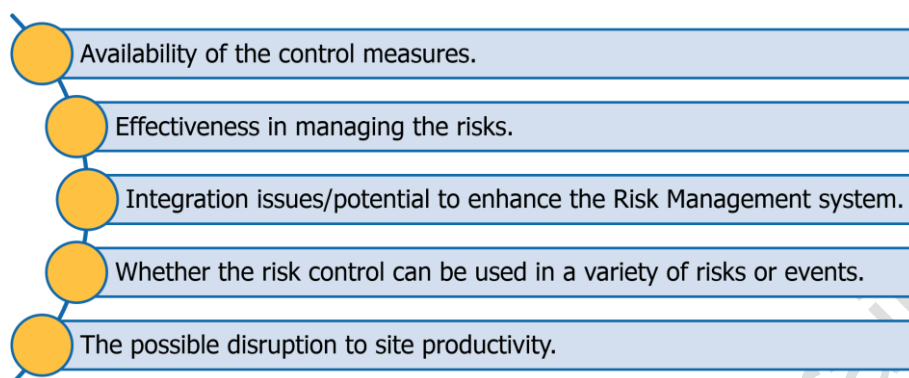 Availability of the control measures.
Effectiveness in managing the risks.
Integration issues/potential to enhance the Risk Management system.
Whether the risk control can be used in a variety of risks or events.
The possible disruption to site productivity.